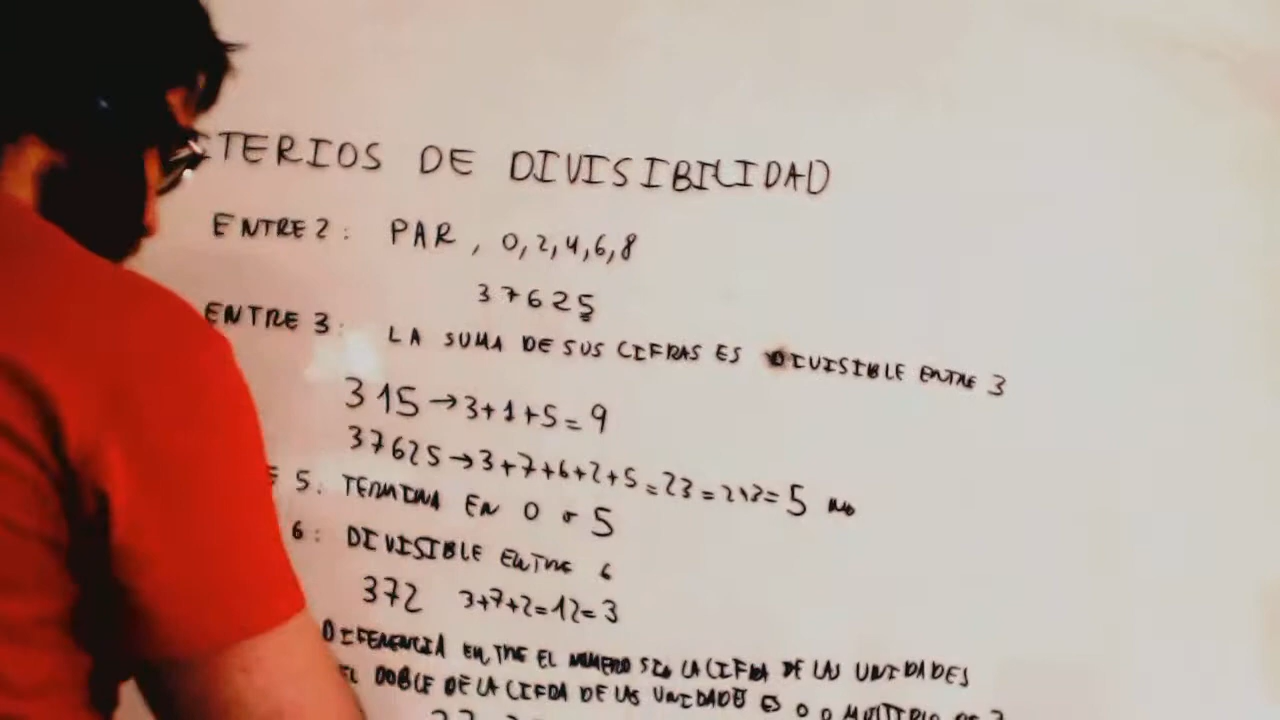 ITERIOS DE DIVISIBILIDAD
ENTRE 2: PAR, 0,2,4,6,8
37625
ENTRE 3: LA SUMA DE SUS CIFRAS ES DIVISIBLE ENTRE 3
315→3+1+5=9
37625→3+7+6+2+5=23=2+3=5 no
E 5: TERMINA EN 0 o 5
6: DIVISIBLE ENTRE 6
372 3+7+2=12=3
DIFERENCIA ENTRE EL NUMERO SIN LA CIFRA DE LAS UNIDADES
EL DOBLE DE LA CIFRA DE LAS UNIDADES ES 0 O MULTIPLO DE 7